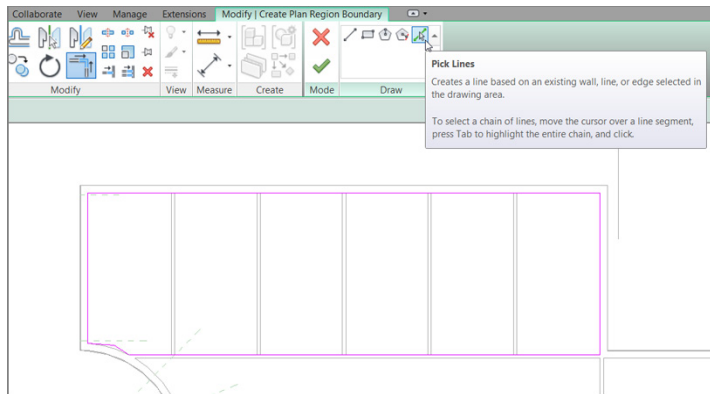 Collaborate View Manage Extensions Modify | Create Plan Region Boundary
Modify View Measure Create Mode Draw
Pick Lines
Creates a line based on an existing wall, line, or edge selected in
the drawing area.
To select a chain of lines, move the cursor over a line segment,
press Tab to highlight the entire chain, and click.